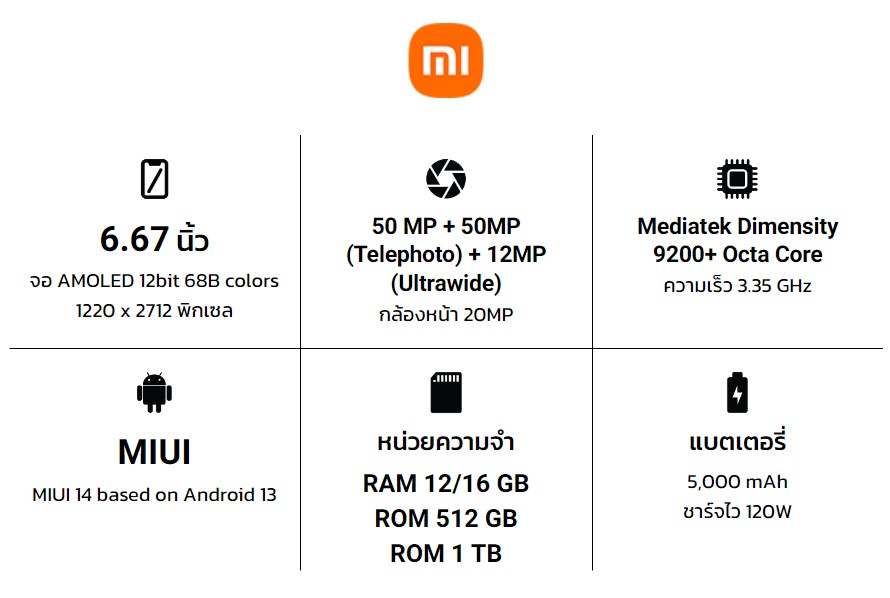 mi
6.67 นิ้ว
จอ AMOLED 12bit 68B colors
1220 x 2712 พิกเซล
50 MP + 50MP
(Telephoto) + 12MP
(Ultrawide)
กล้องหน้า 20MP
Mediatek Dimensity
9200+ Octa Core
ความเร็ว 3.35 GHz
MIUI
MIUI 14 based on Android 13
หน่วยความจำ
RAM 12/16 GB
ROM 512 GB
ROM 1 TB
แบตเตอรี่
5,000 mAh
ชาร์จไว 120W